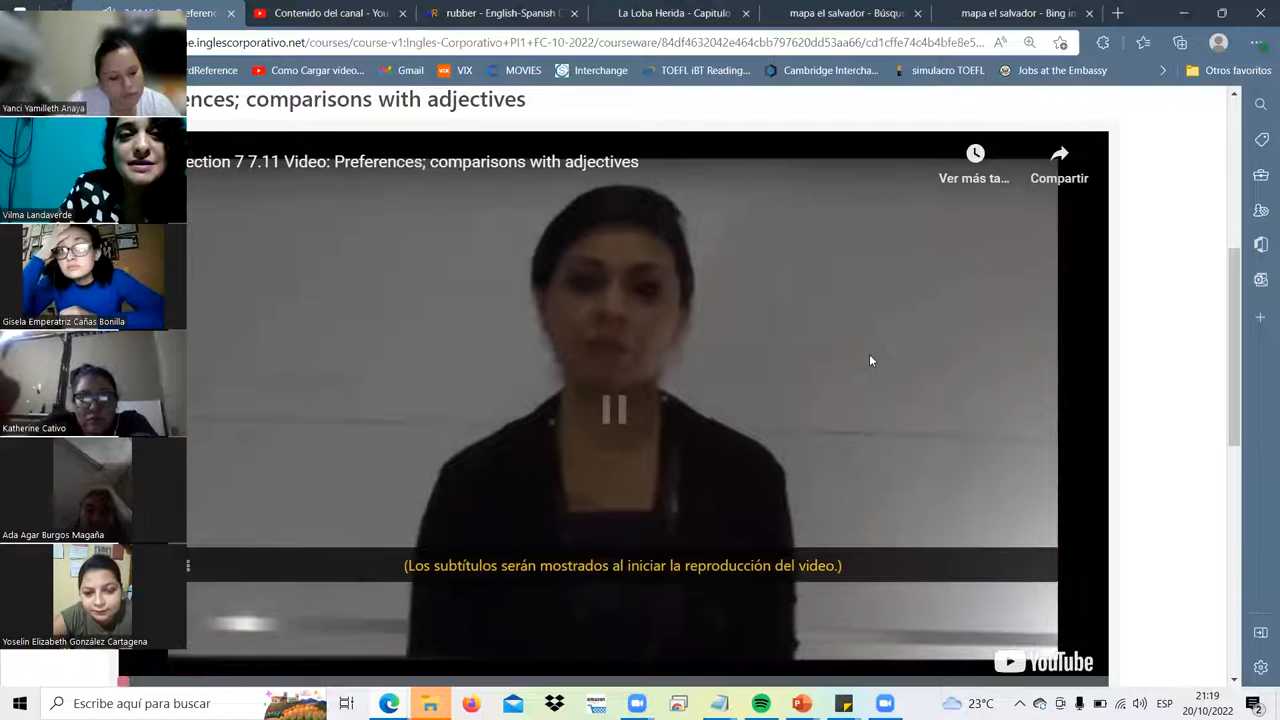 Preferenc
Contenido del canal - YouTu
rubber - English-Spanish D
La Loba Herida - Capitulo
mapa el salvador - Búsqu
mapa el salvador - Bing in
e.inglescorporativo.net/courses/course-v1:Ingles-Corporativo+PI1+FC-10-2022/courseware/84df4632042e464cbb797620dd53aa66/cd1cffe74c4b4bfe8e5...
rdReference
Como Cargar vídeo...
Gmail
VIX
MOVIES
Interchange
TOEFL iBT Reading...
Cambridge Intercha...
simulacro TOEFL
Jobs at the Embassy
Otros favoritos
ences; comparisons with adjectives
ection 7 7.11 Video: Preferences; comparisons with adjectives
Ver más ta...
Compartir
Yanci Yamilleth Anaya
Vilma Landaverde
Gisela Emperatriz Cañas Bonilla
Katherine Cativo
Ada Agar Burgos Magaña
Yoselin Elizabeth González Cartagena
(Los subtítulos serán mostrados al iniciar la reproducción del video.)
YouTube
Escribe aquí para buscar
amazon
23°C
ESP
21:19
20/10/2022
2